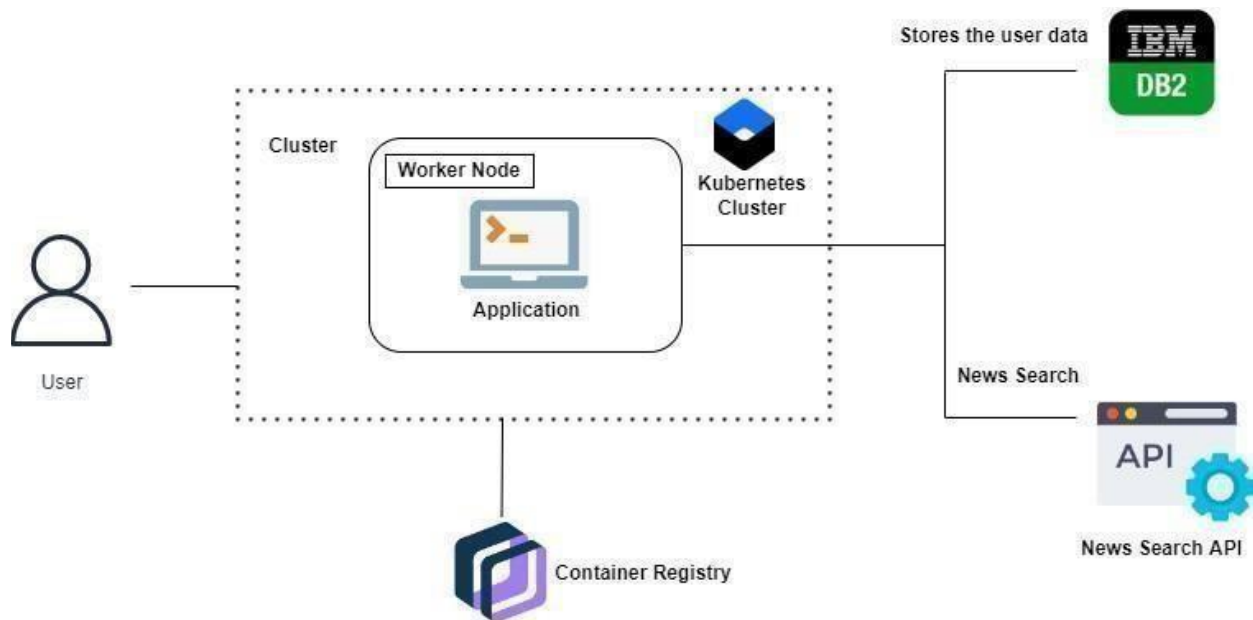 Stores the user data
IBM
DB2
Cluster
Worker Node
Kubernetes
Cluster
Application
User
News Search
API
News Search API
Container Registry